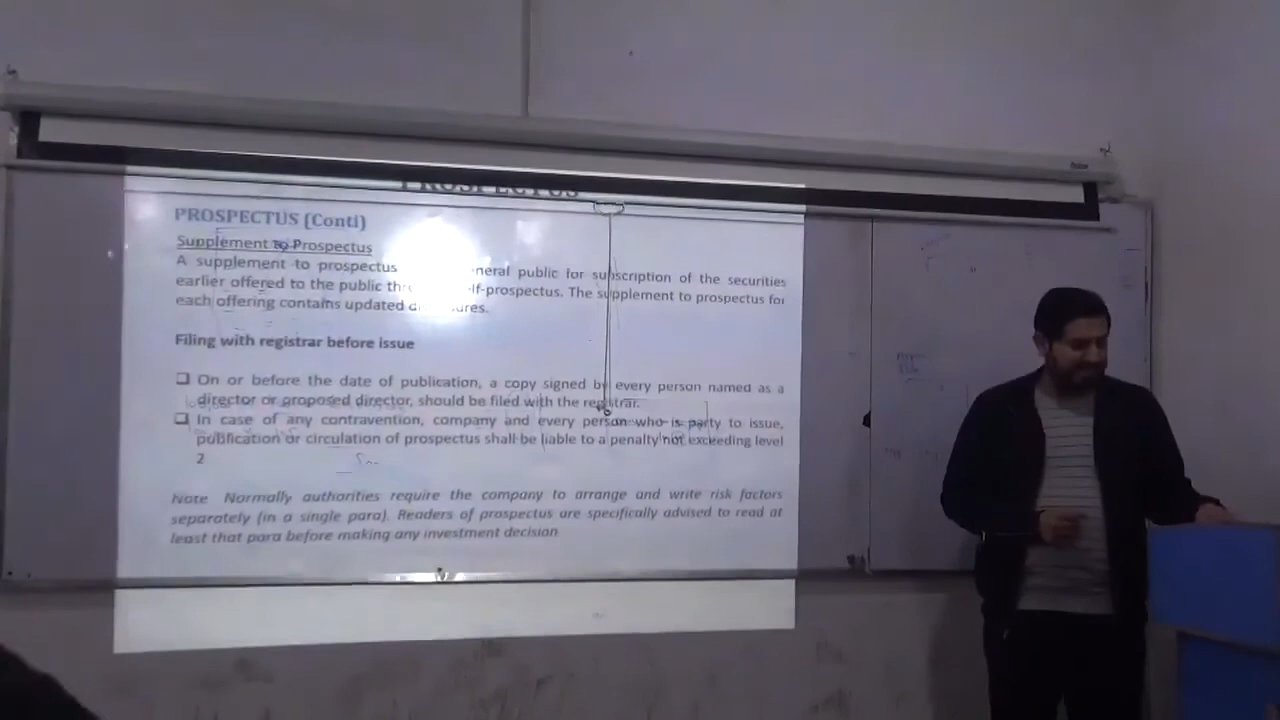 PROSPECTUS
PROSPECTUS (Conti)
Supplement to Prospectus
A supplement to prospectus general public for subscription of the securities
earlier offered to the public lf-prospectus. The supplement to prospectus for
each offering contains updated
Filing with registrar before issue
❑ On or before the date of publication, a copy signed by every person named as a
director or proposed director, should be filed with the registrar.
❑ In case of any contravention, company and every person who is party to issue,
publication or circulation of prospectus shall be liable to a penalty not exceeding level
2
Note Normally authorities require the company to arrange and write risk factors
separately (in a single para). Readers of prospectus are specifically advised to read at
least that para before making any investment decision